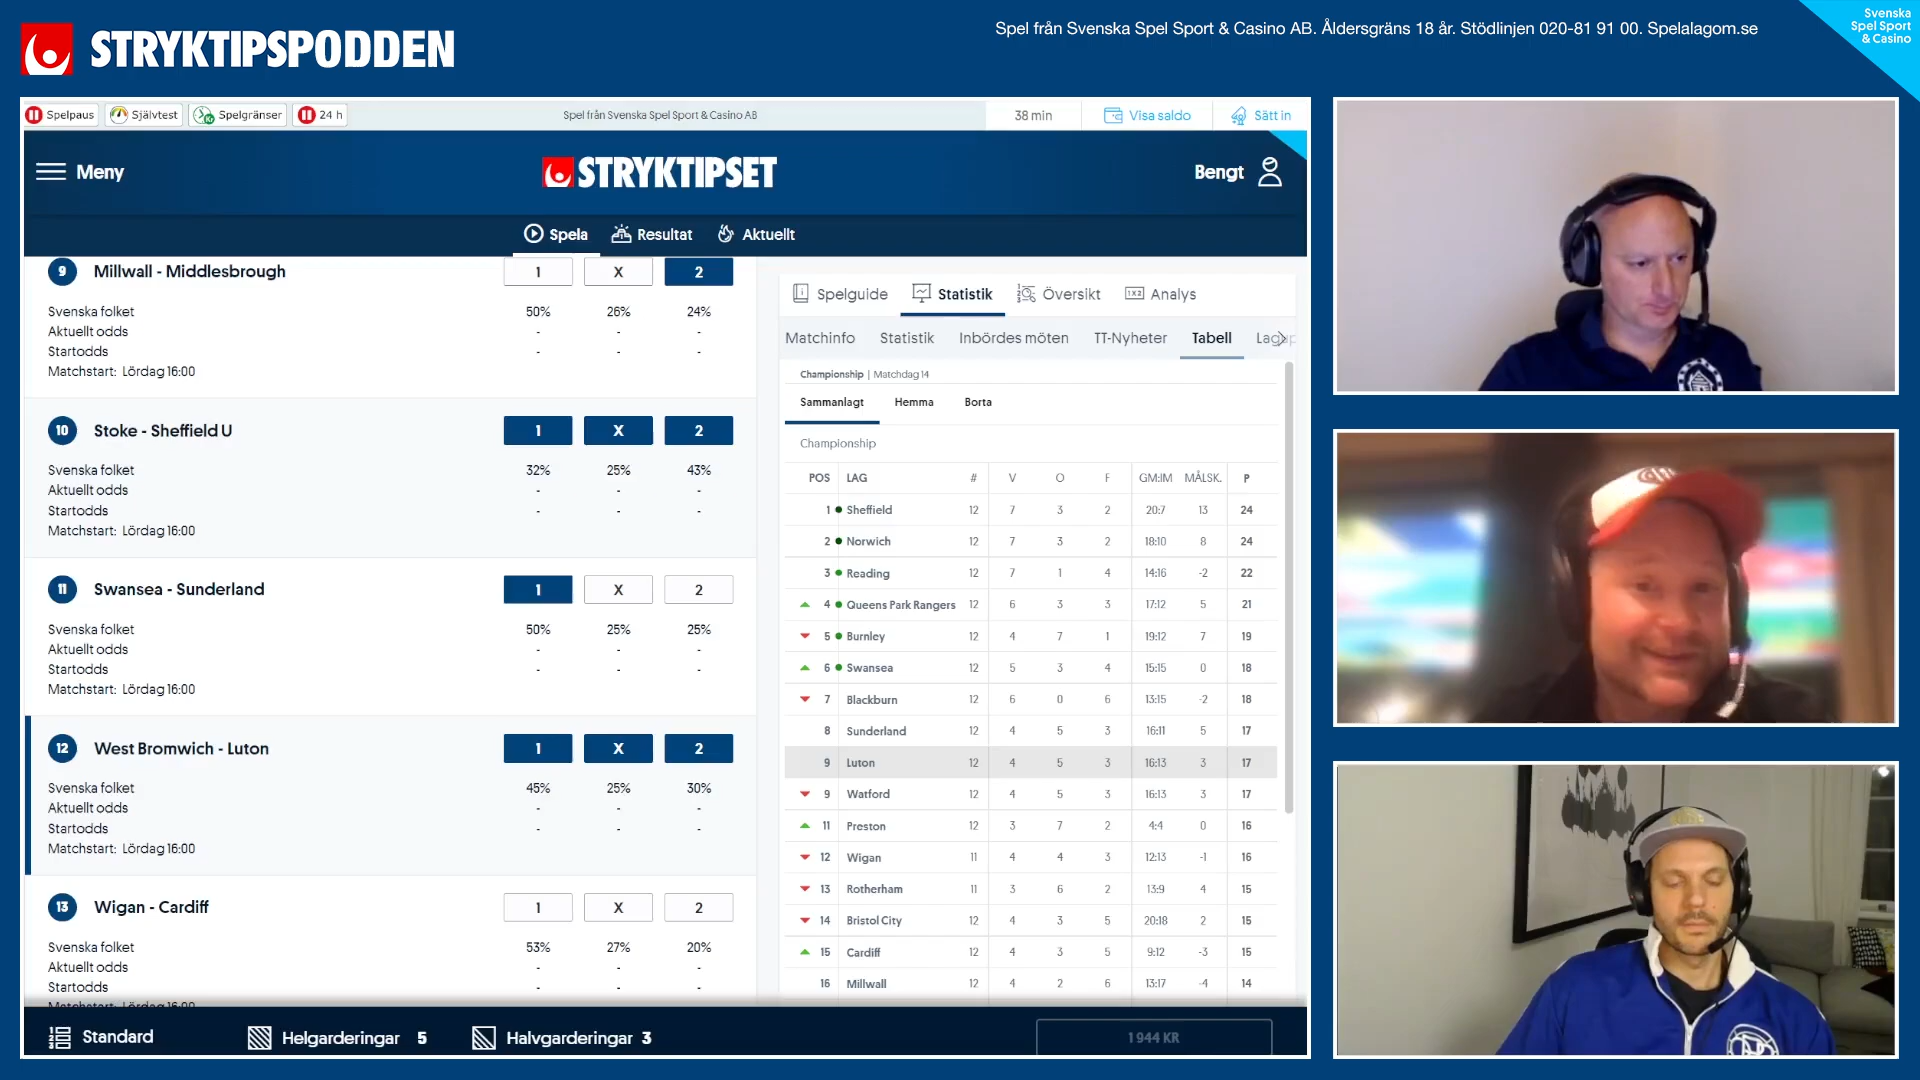 STRYKTIPSPODDEN
Spel från Svenska Spel Sport & Casino AB. Åldersgräns 18 år. Stödlinjen 020-81 91 00. Spelalagom.se
Svenska
Spel Sport
& Casino
Spelpaus Självtest Spelgränser 24 h
Spel från Svenska Spel Sport & Casino AB
38 min Visa saldo Sätt in
Meny
STRYKTIPSET
Bengt
Spela Resultat Aktuellt
9 Millwall - Middlesbrough 1 X 2
Svenska folket 50% 26% 24%
Aktuellt odds - - -
Startodds - - -
Matchstart: Lördag 16:00
10 Stoke - Sheffield U 1 X 2
Svenska folket 32% 25% 43%
Aktuellt odds - - -
Startodds - - -
Matchstart: Lördag 16:00
11 Swansea - Sunderland 1 X 2
Svenska folket 50% 25% 25%
Aktuellt odds - - -
Startodds - - -
Matchstart: Lördag 16:00
12 West Bromwich - Luton 1 X 2
Svenska folket 45% 25% 30%
Aktuellt odds - - -
Startodds - - -
Matchstart: Lördag 16:00
13 Wigan - Cardiff 1 X 2
Svenska folket 53% 27% 20%
Aktuellt odds - - -
Startodds - - -
Matchstart: Lördag 16:00
Spelguide Statistik Översikt 1X2 Analys
Matchinfo Statistik Inbördes möten TT-Nyheter Tabell
Championship | Matchdag 14
Sammanlagt Hemma Borta
Championship
POS LAG # V O F GM:IM MÅLSK. P
1 Sheffield 12 7 3 2 20:7 13 24
2 Norwich 12 7 3 2 18:10 8 24
3 Reading 12 7 1 4 14:16 -2 22
4 Queens Park Rangers 12 6 3 3 17:12 5 21
5 Burnley 12 4 7 1 19:12 7 19
6 Swansea 12 5 3 4 15:15 0 18
7 Blackburn 12 6 0 6 13:15 -2 18
8 Sunderland 12 4 5 3 16:11 5 17
9 Luton 12 4 5 3 16:13 3 17
9 Watford 12 4 5 3 16:13 3 17
11 Preston 12 3 7 2 4:4 0 16
12 Wigan 11 4 4 3 12:13 -1 16
13 Rotherham 11 3 6 2 13:9 4 15
14 Bristol City 12 4 3 5 20:18 2 15
15 Cardiff 12 4 3 5 9:12 -3 15
16 Millwall 12 4 2 6 13:17 -4 14
Standard Helgarderingar 5 Halvgarderingar 3 1 944 KR